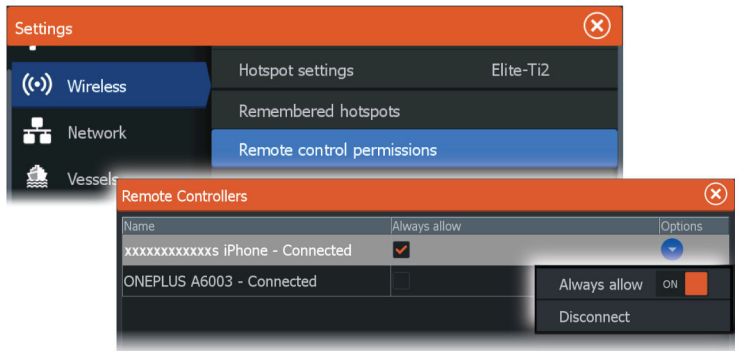 Settings
Wireless
Network
Vessels
Hotspot settings Elite-Ti2
Remembered hotspots
Remote control permissions
Remote Controllers
Name Always allow Options
xxxxxxxxxxxxs iPhone - Connected
ONEPLUS A6003 - Connected
Always allow ON
Disconnect